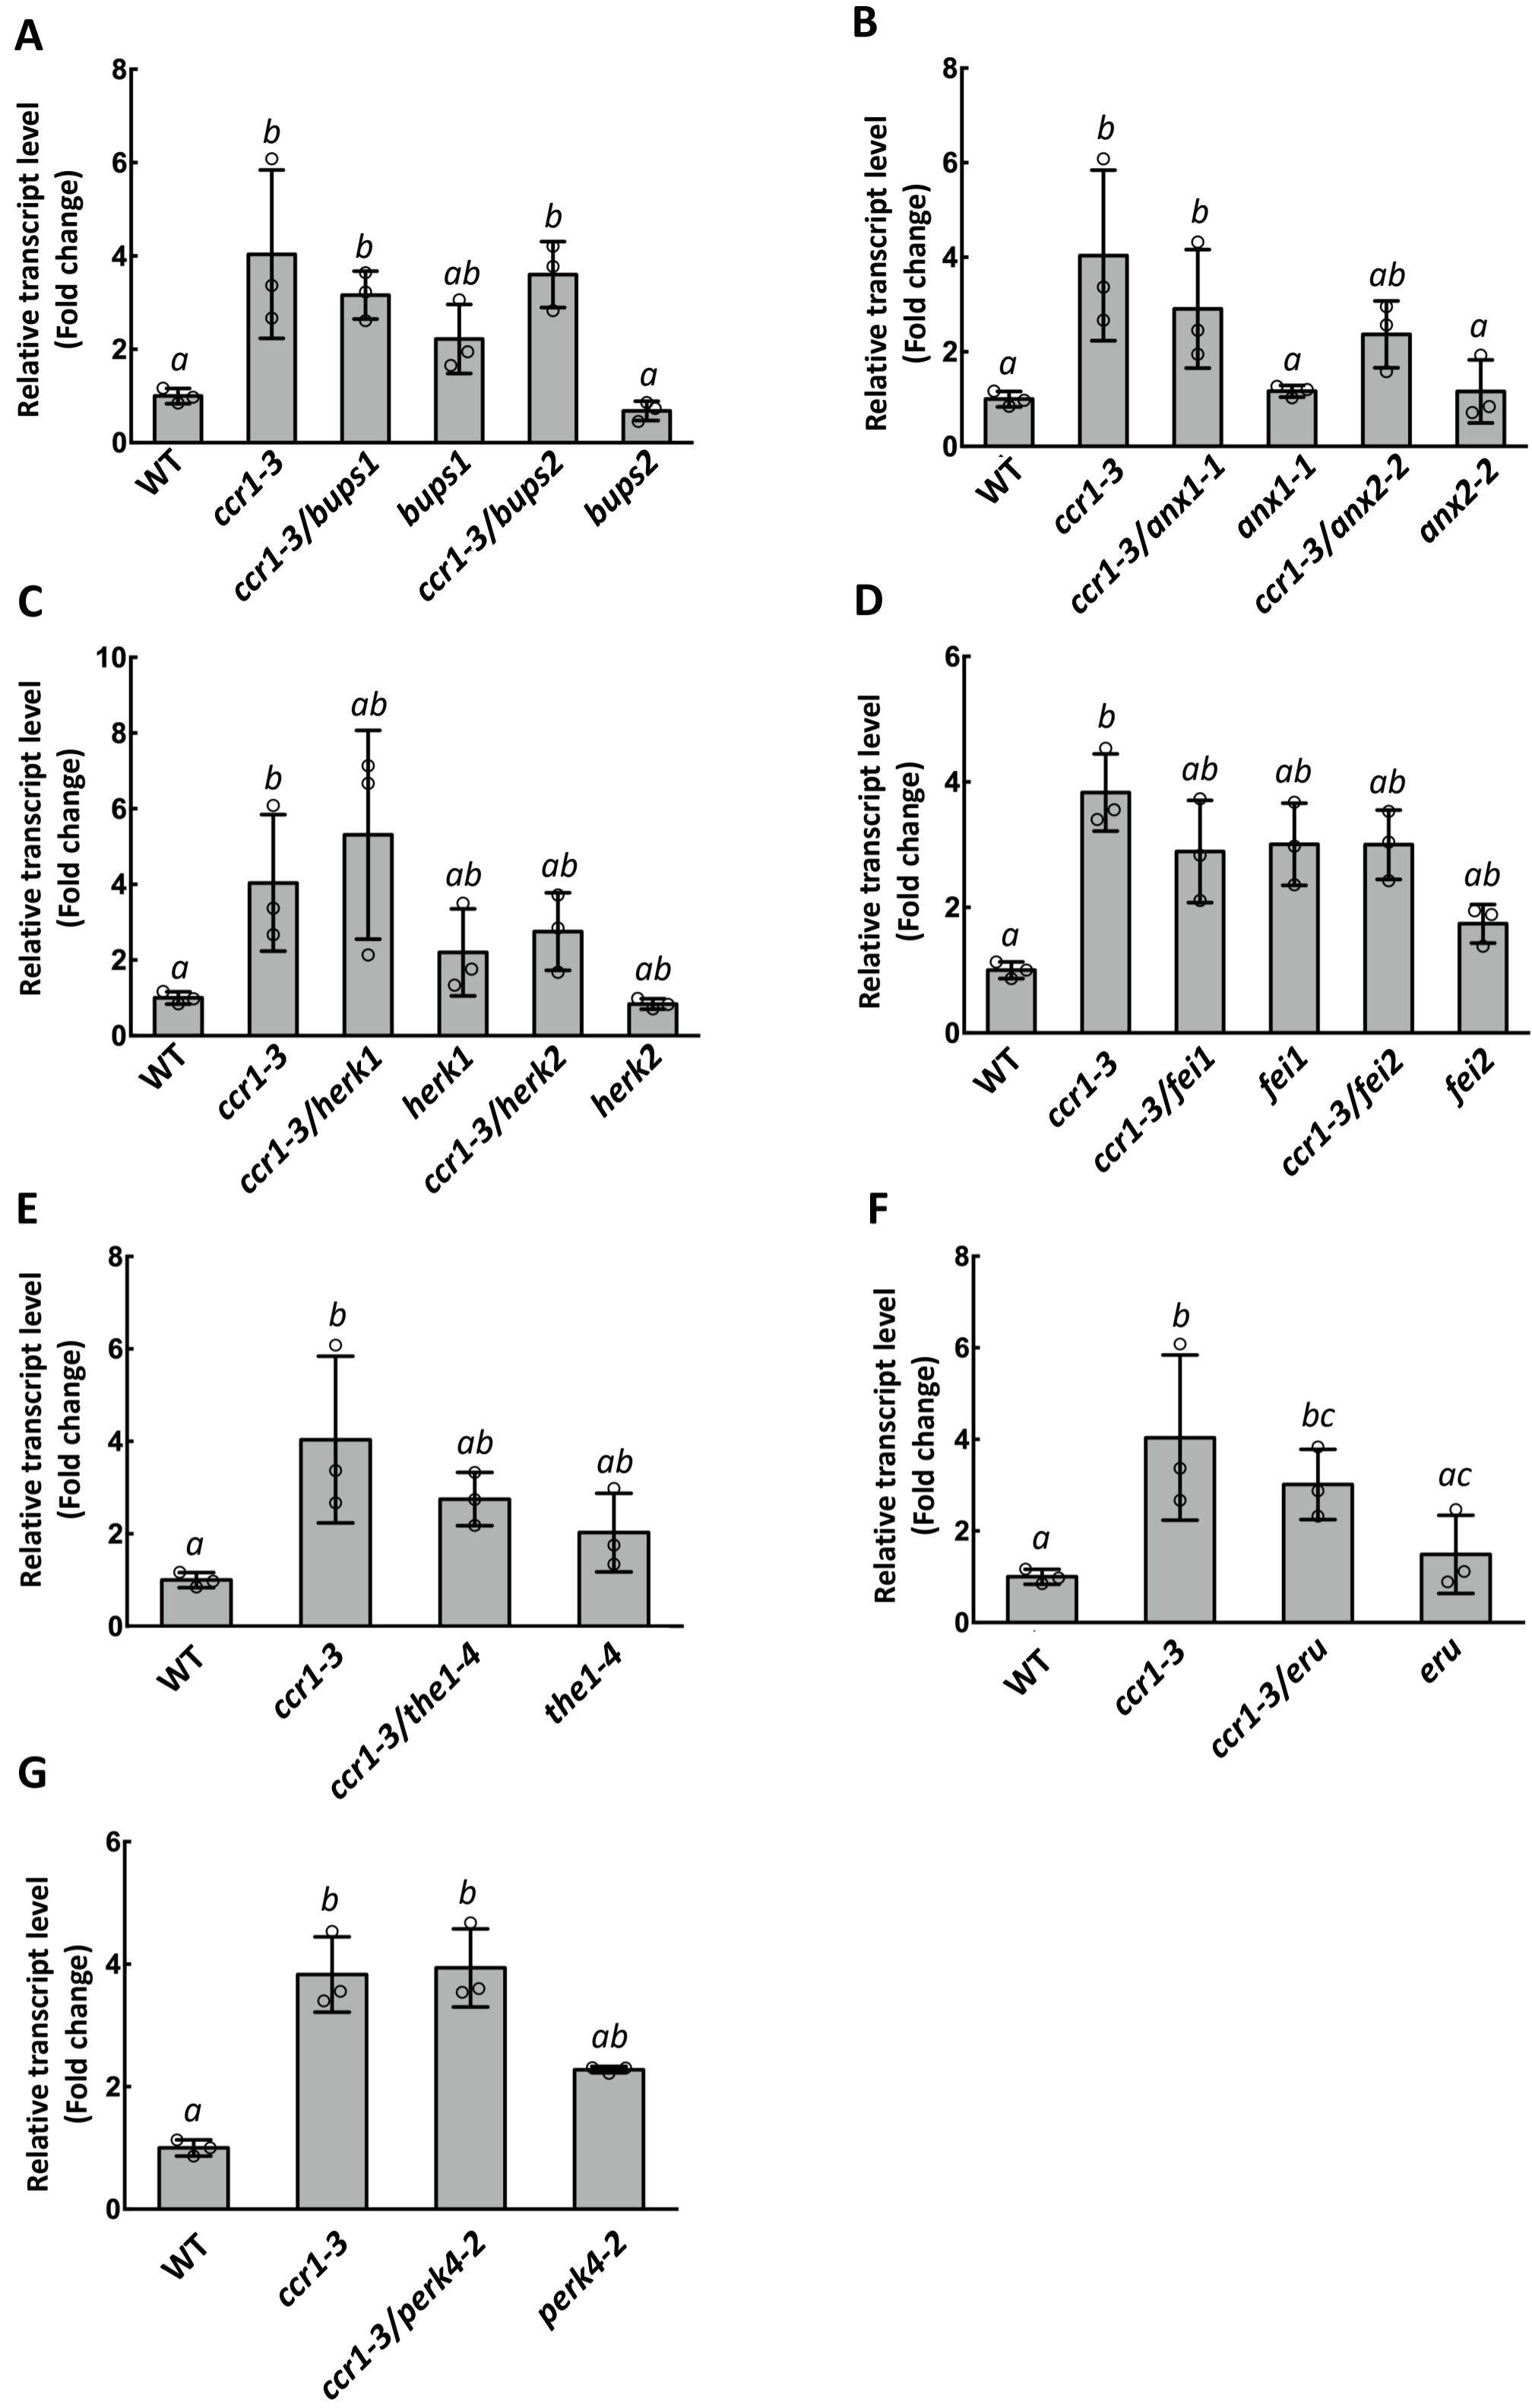 A
Relative transcript level
(Fold change)
8
6
4
2
0
b
b
b
ab
a
a
WT
ccr1-3
ccr1-3/bups1
bups1
ccr1-3/bups2
bups2
B
Relative transcript level
(Fold change)
8
6
4
2
0
b
b
ab
a
a
a
WT
ccr1-3
ccr1-3/anx1-1
anx1-1
ccr1-3/anx2-2
anx2-2
C
Relative transcript level
(Fold change)
10
8
6
4
2
0
a
b
ab
ab
ab
ab
WT
ccr1-3
ccr1-3/herk1
herk1
ccr1-3/herk2
herk2
D
Relative transcript level
(Fold change)
6
4
2
0
a
b
ab
ab
ab
ab
WT
ccr1-3
ccr1-3/fei1
fei1
ccr1-3/fei2
fei2
E
Relative transcript level
(Fold change)
8
6
4
2
0
a
b
ab
ab
WT
ccr1-3
ccr1-3/the1-4
the1-4
F
Relative transcript level
(Fold change)
8
6
4
2
0
a
b
bc
ac
WT
ccr1-3
ccr1-3/eru
eru
G
Relative transcript level
(Fold change)
6
4
2
0
a
b
b
ab
WT
ccr1-3
ccr1-3/perk4-2
perk4-2